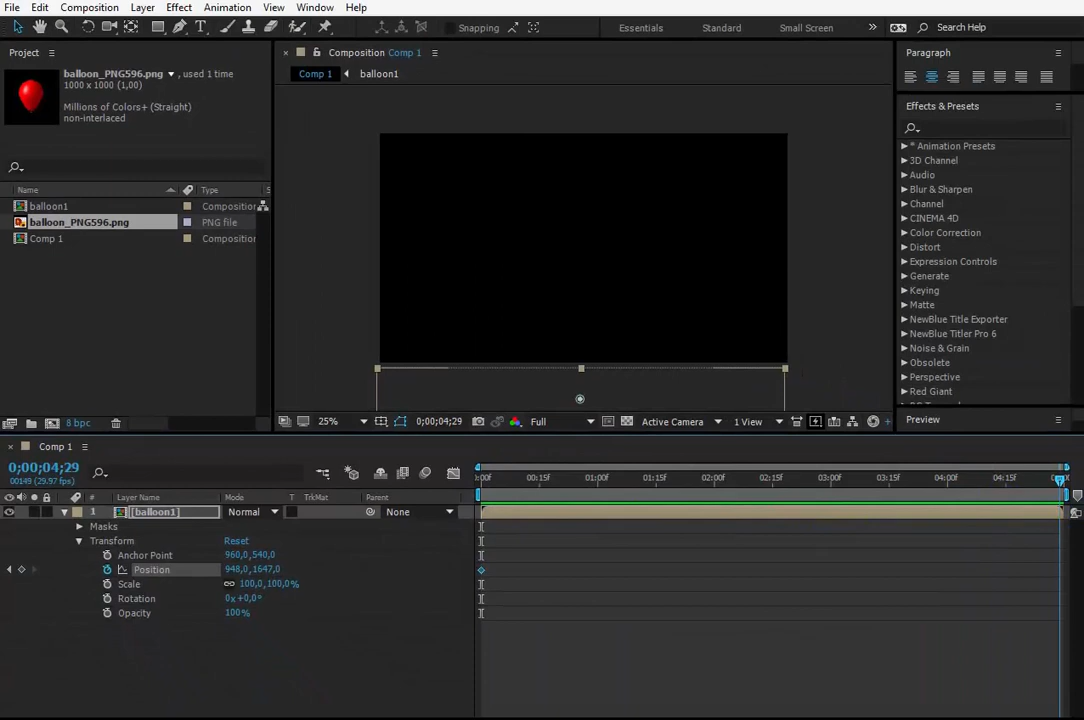 File Edit Composition Layer Effect Animation View Window Help
Snapping Essentials Standard Small Screen Search Help
Project
balloon_PNG596.png , used 1 time
1000 x 1000 (1,00)
Millions of Colors+ (Straight)
non-interlaced
Name Type S
balloon1 Composition
balloon_PNG596.png PNG file
Comp 1 Composition
8 bpc
Composition Comp 1
Comp 1 balloon1
25% 0;00;04;29 Full Active Camera 1 View
Paragraph
Effects & Presets
* Animation Presets
3D Channel
Audio
Blur & Sharpen
Channel
CINEMA 4D
Color Correction
Distort
Expression Controls
Generate
Keying
Matte
NewBlue Title Exporter
NewBlue Titler Pro 6
Noise & Grain
Obsolete
Perspective
Red Giant
Preview
Comp 1
0;00;04;29
00149 (29.97 fps)
00f 00:15f 01:00f 01:15f 02:00f 02:15f 03:00f 03:15f 04:00f 04:15f
# Layer Name Mode T TrkMat Parent
1 [balloon1] Normal None
Masks
Transform Reset
Anchor Point 960,0,540,0
Position 948,0,1647,0
Scale 100,0,100,0%
Rotation 0x+0,0°
Opacity 100%